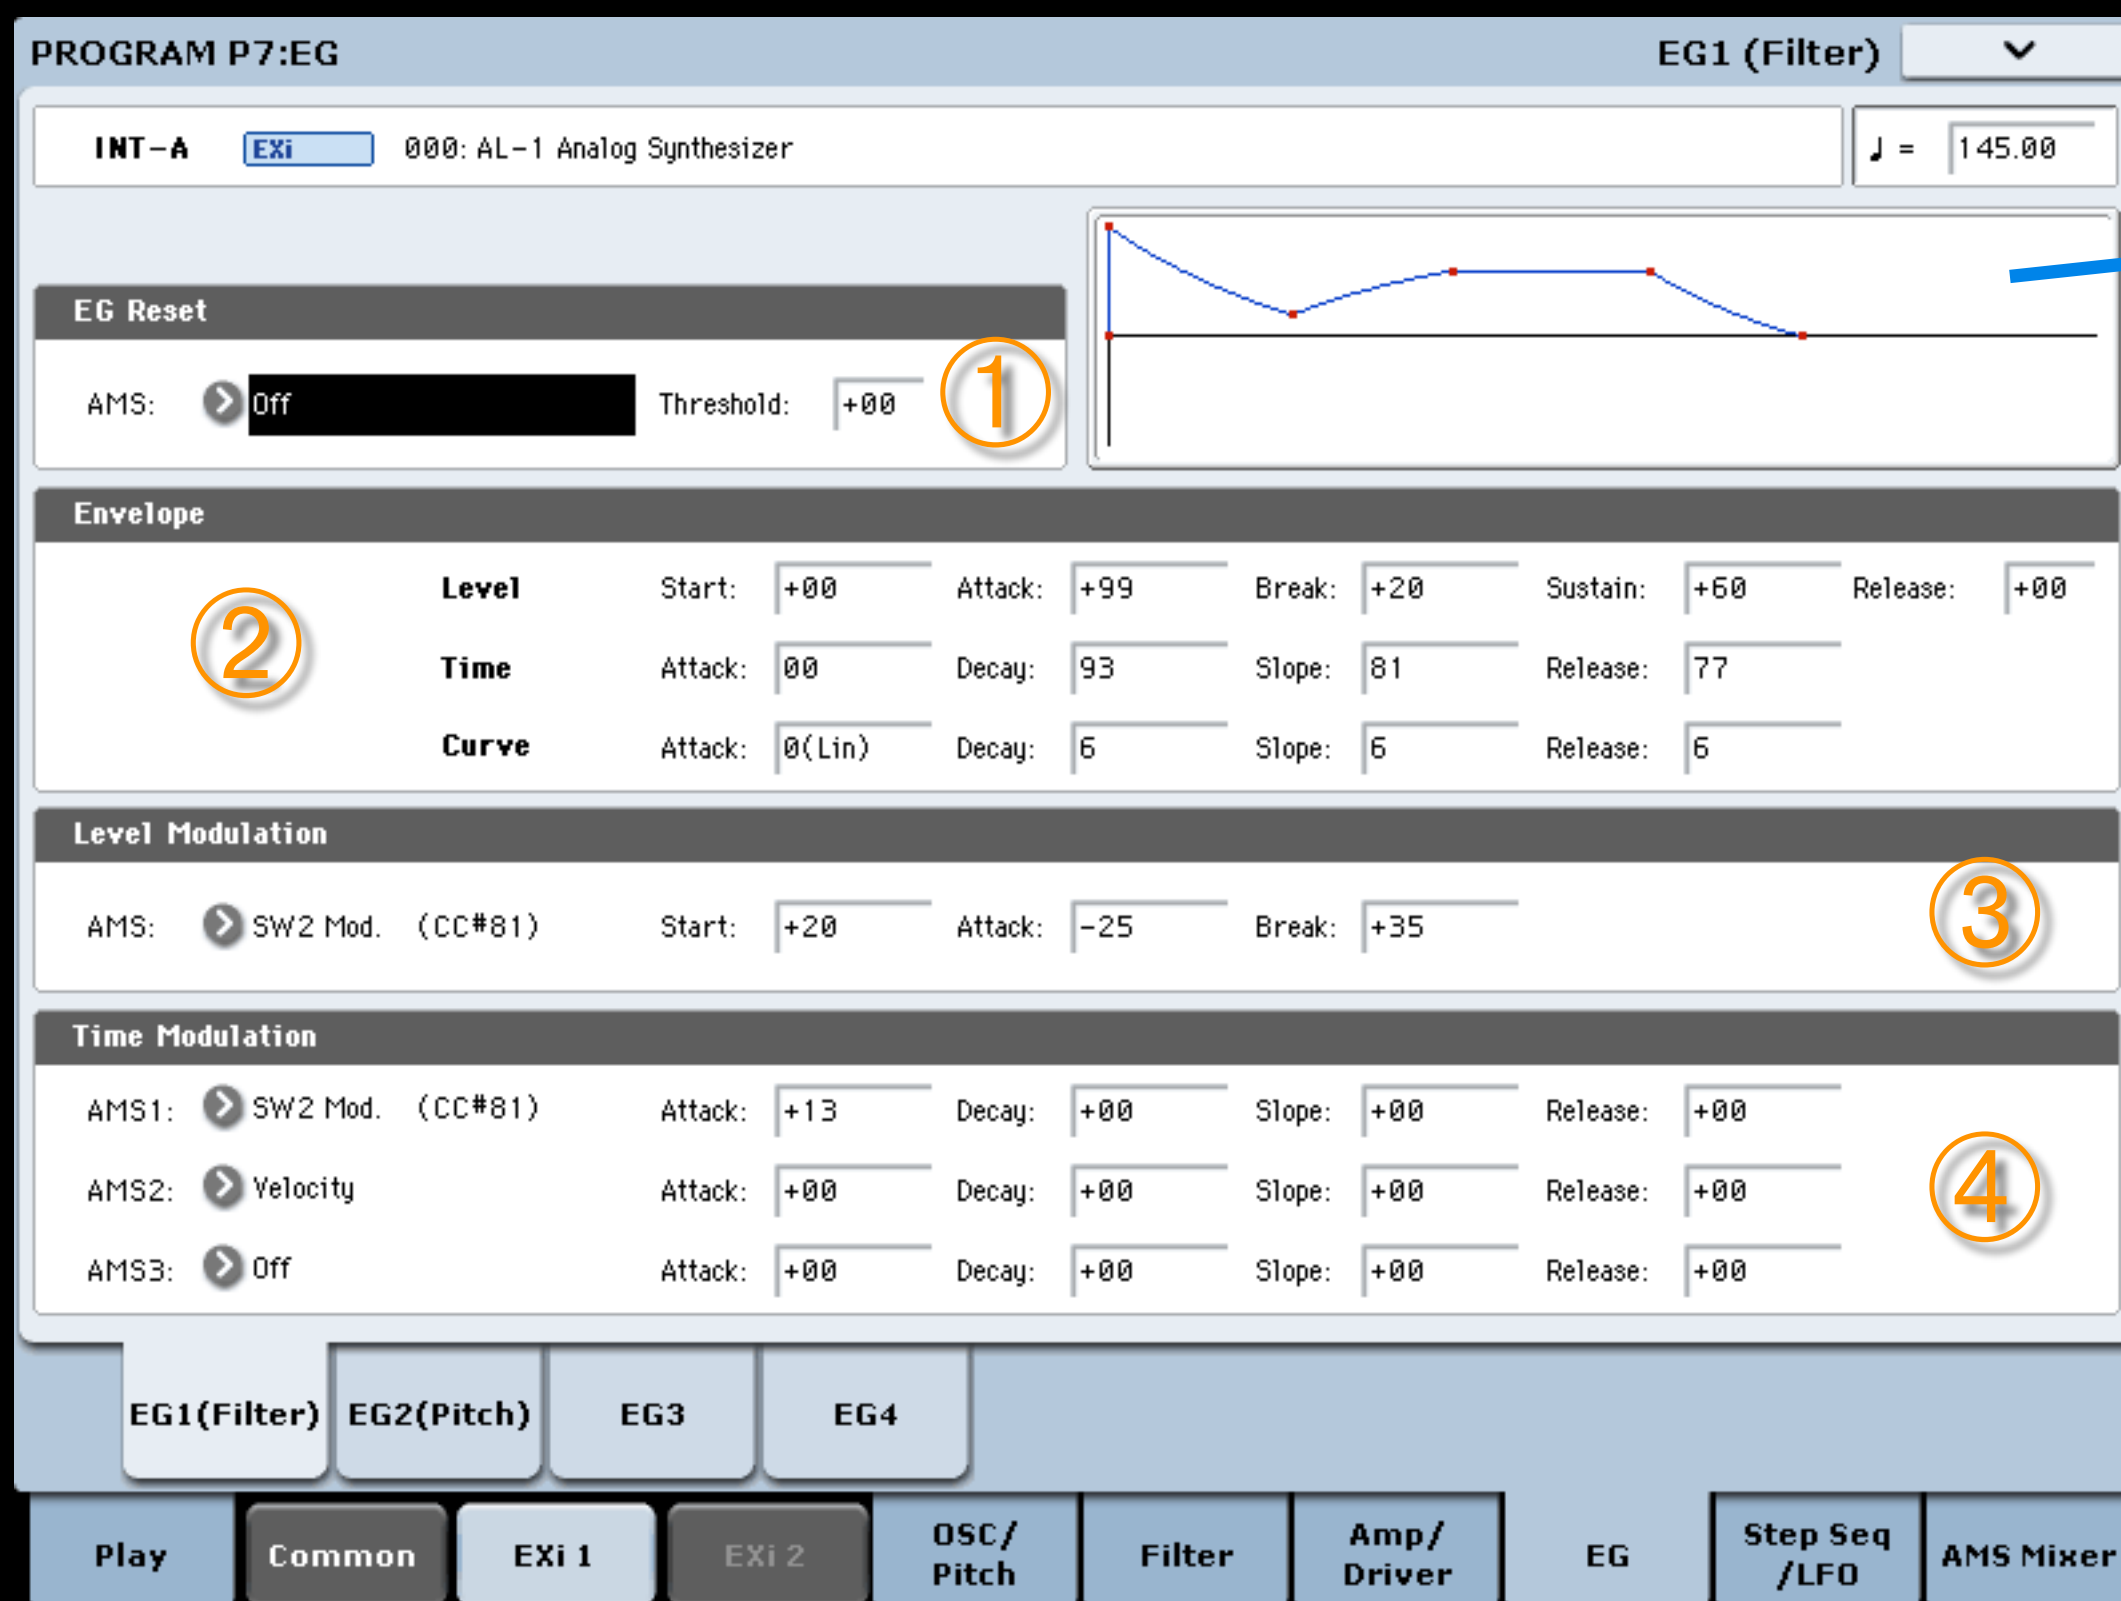 PROGRAM P7:EG EG1 (Filter)
INT-A EXi 000: AL-1 Analog Synthesizer ♩ = 145.00
EG Reset
AMS: Off Threshold: +00 ①
Envelope
② Level Start: +00 Attack: +99 Break: +20 Sustain: +60 Release: +00
Time Attack: 00 Decay: 93 Slope: 81 Release: 77
Curve Attack: 0(Lin) Decay: 6 Slope: 6 Release: 6
Level Modulation
AMS: SW2 Mod. (CC#81) Start: +20 Attack: -25 Break: +35 ③
Time Modulation
AMS1: SW2 Mod. (CC#81) Attack: +13 Decay: +00 Slope: +00 Release: +00
AMS2: Velocity Attack: +00 Decay: +00 Slope: +00 Release: +00 ④
AMS3: Off Attack: +00 Decay: +00 Slope: +00 Release: +00
EG1(Filter) EG2(Pitch) EG3 EG4
Play Common EXi 1 EXi 2 OSC/
Pitch Filter Amp/
Driver EG Step Seq
/LFO AMS Mixer